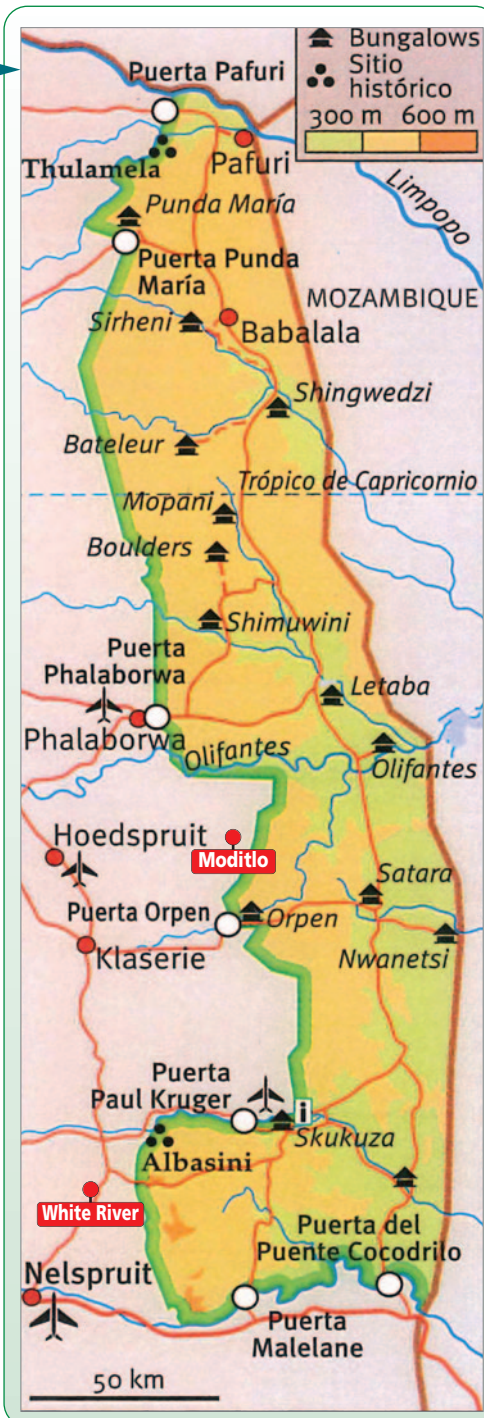 Bungalows
Sitio
histórico
300 m 600 m
Puerta Pafuri
Thulamela
Pafuri
Limpopo
Punda María
Puerta Punda
María
MOZAMBIQUE
Sirheni
Babalala
Shingwedzi
Bateleur
Trópico de Capricornio
Mopani
Boulders
Shimuwini
Puerta
Phalaborwa
Letaba
Phalaborwa
Olifantes
Olifantes
Hoedspruit
Moditlo
Satara
Puerta Orpen
Orpen
Klaserie
Nwanetsi
Puerta
Paul Kruger
i
Skukuza
Albasini
White River
Puerta del
Puente Cocodrilo
Nelspruit
Puerta
Malelane
50 km